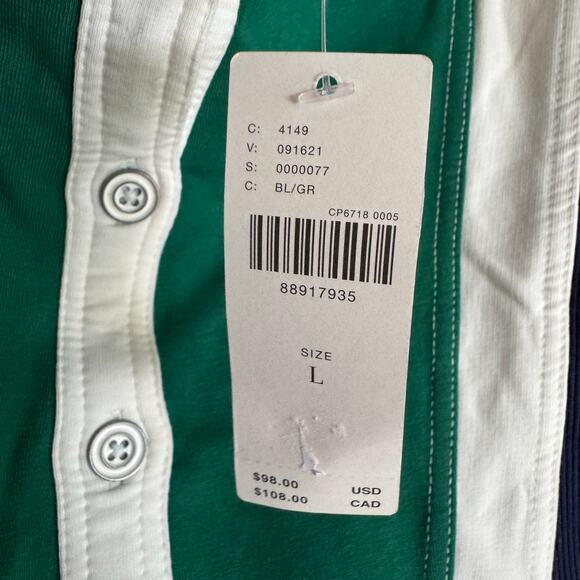 C: 4149
V: 091621
S: 0000077
C: BL/GR
CP6718 0005
88917935
SIZE
L
$98.00 USD
$108.00 CAD